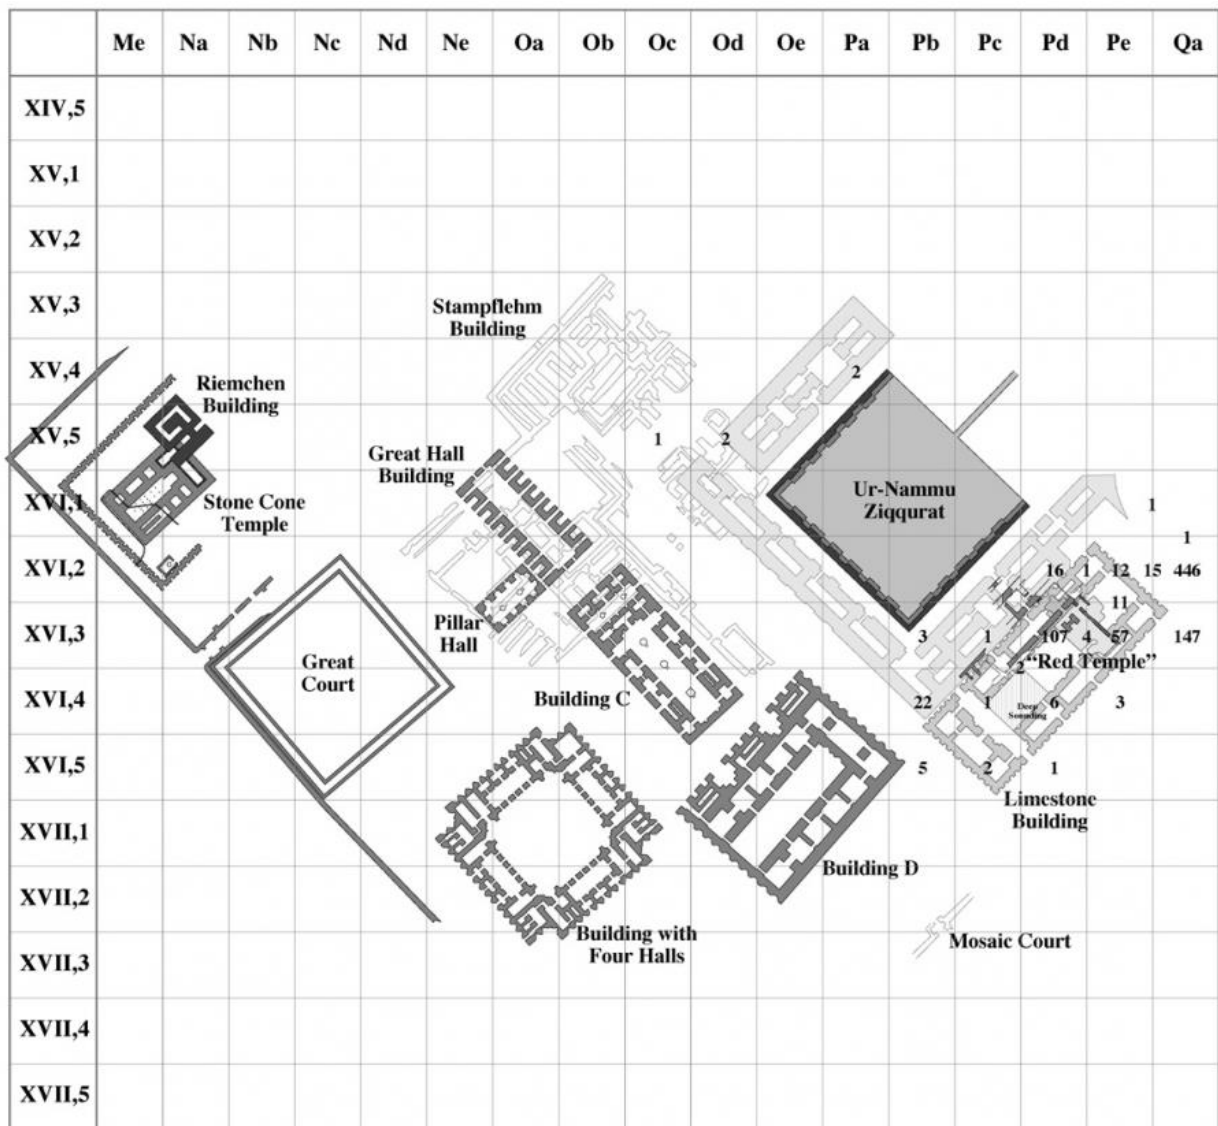 Me Na Nb Nc Nd Ne Oa Ob Oc Od Oe Pa Pb Pc Pd Pe Qa
XIV,5
XV,1
XV,2
XV,3
Stampflehm
Building
XV,4
2
Riemchen
Building
XV,5
1 2
Great Hall
Building
XVI,1
Stone Cone
Temple
Ur-Nammu
Ziqqurat
1
1
XVI,2
16 1 12 15 446
11
XVI,3
Pillar
Hall
3 1 107 4 57 147
Great
Court
2
"Red Temple"
XVI,4
Building C
22 1 6 3
Deep
Sounding
XVI,5
5 2 1
Limestone
Building
XVII,1
Building D
XVII,2
Building with
Four Halls
Mosaic Court
XVII,3
XVII,4
XVII,5